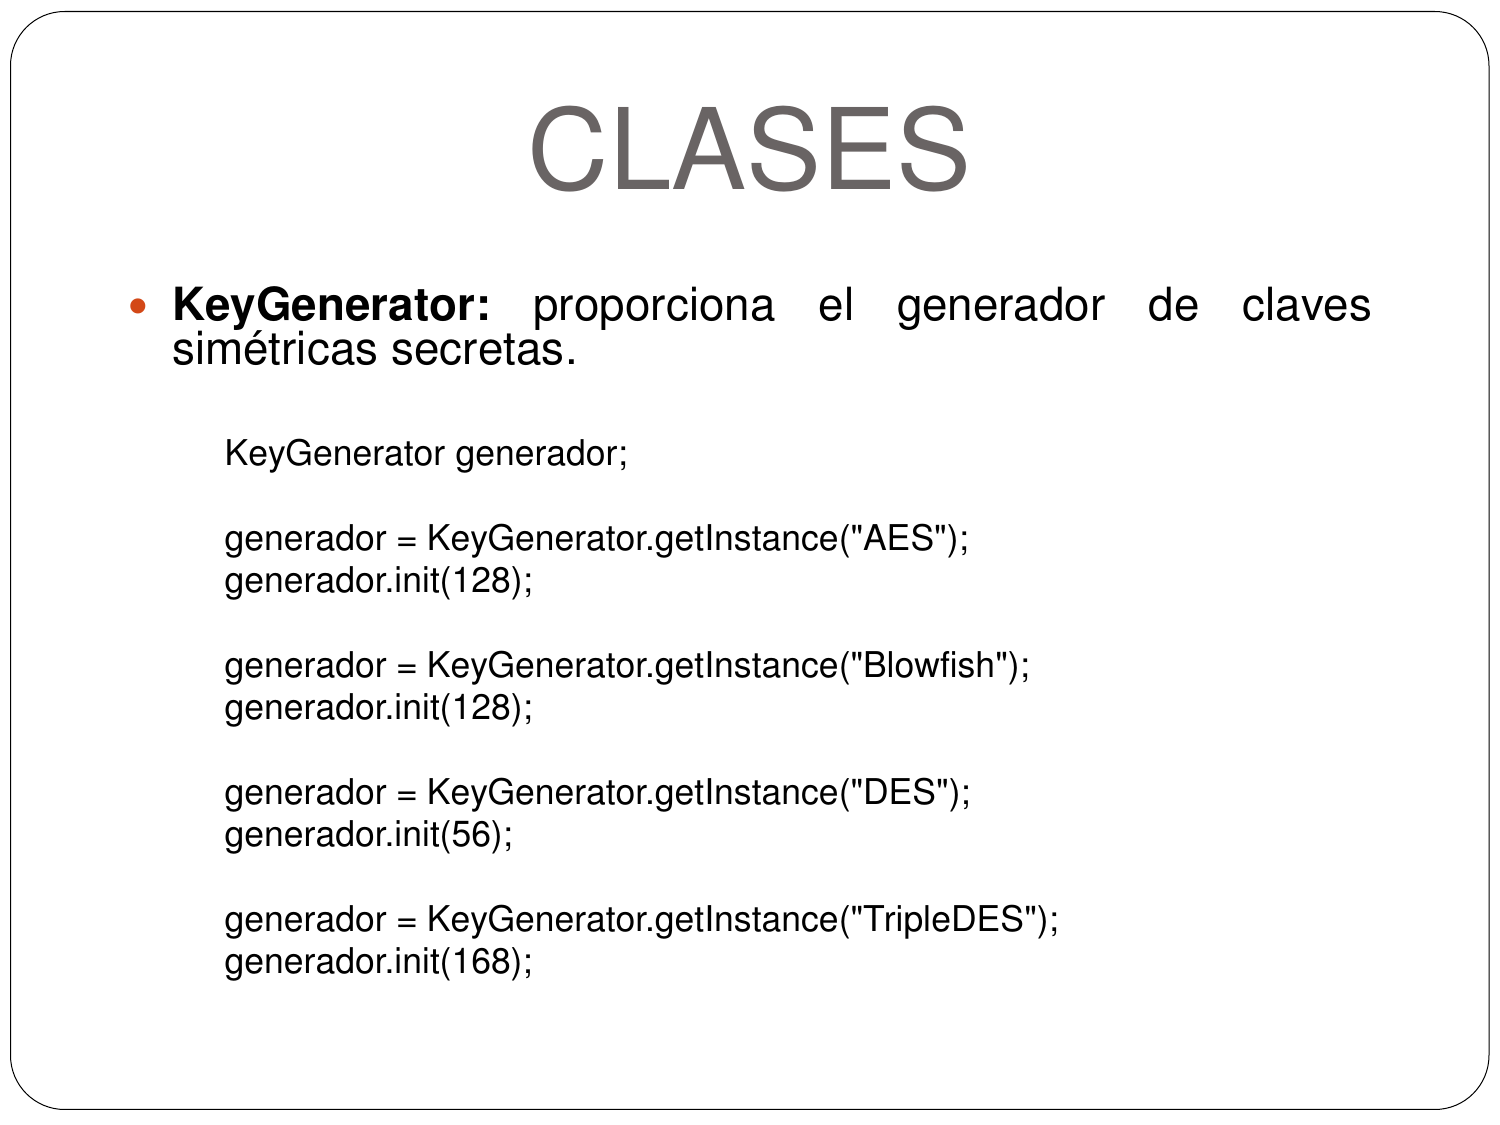 CLASES
• KeyGenerator: proporciona el generador de claves
simétricas secretas.
KeyGenerator generador;
generador = KeyGenerator.getInstance("AES");
generador.init(128);
generador = KeyGenerator.getInstance("Blowfish");
generador.init(128);
generador = KeyGenerator.getInstance("DES");
generador.init(56);
generador = KeyGenerator.getInstance("TripleDES");
generador.init(168);